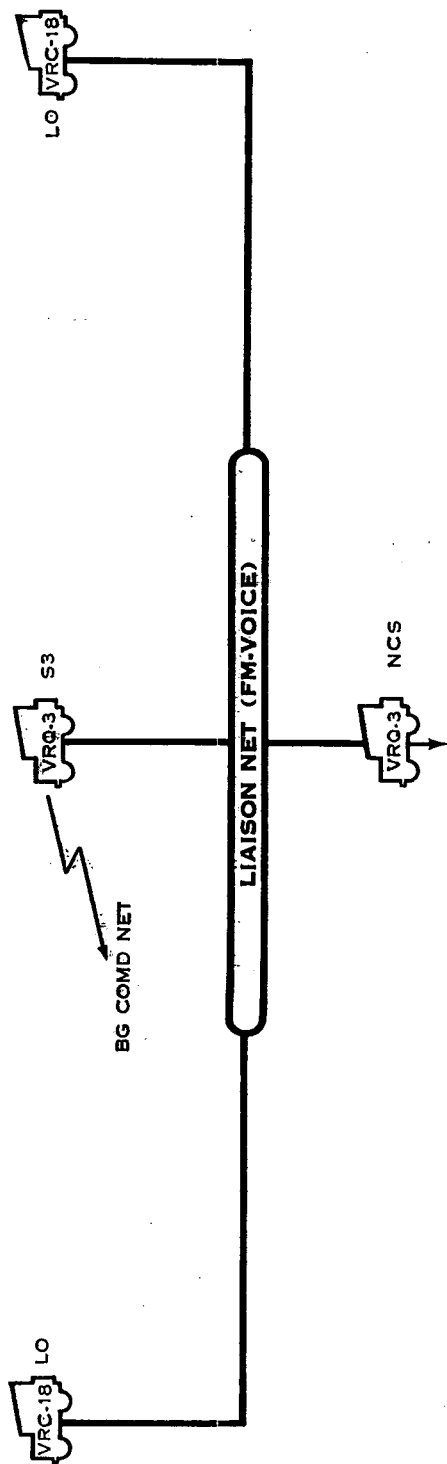 LO
VRC-18
BG COMD NET
VRQ-3
S3
LIAISON NET (FM-VOICE)
VRQ-3
NCS
LO
VRC-18